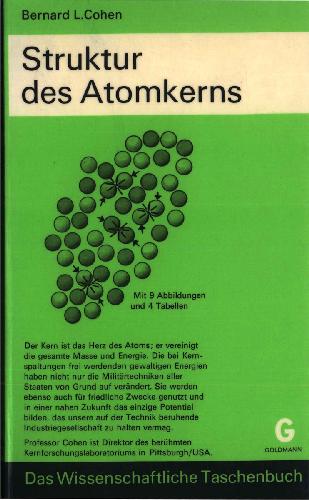 Bernard L. Cohen
Struktur
des Atomkerns
Mit 9 Abbildungen
und 4 Tabellen
Der Kern ist das Herz des Atoms; er vereinigt
die gesamte Masse und Energie. Die bei Kern-
spaltungen frei werdenden gewaltigen Energien
haben nicht nur die Militärtechniken aller
Staaten von Grund auf verändert. Sie werden
ebenso auch für friedliche Zwecke genutzt und
in einer nahen Zukunft das einzige Potential
bilden, das unsern auf der Technik beruhende
Industriegesellschaft zu halten vermag.
Professor Cohen ist Direktor des berühmten
Kernforschungslaboratoriums in Pittsburgh/USA.
G
GOLDMANN
Das Wissenschaftliche Taschenbuch